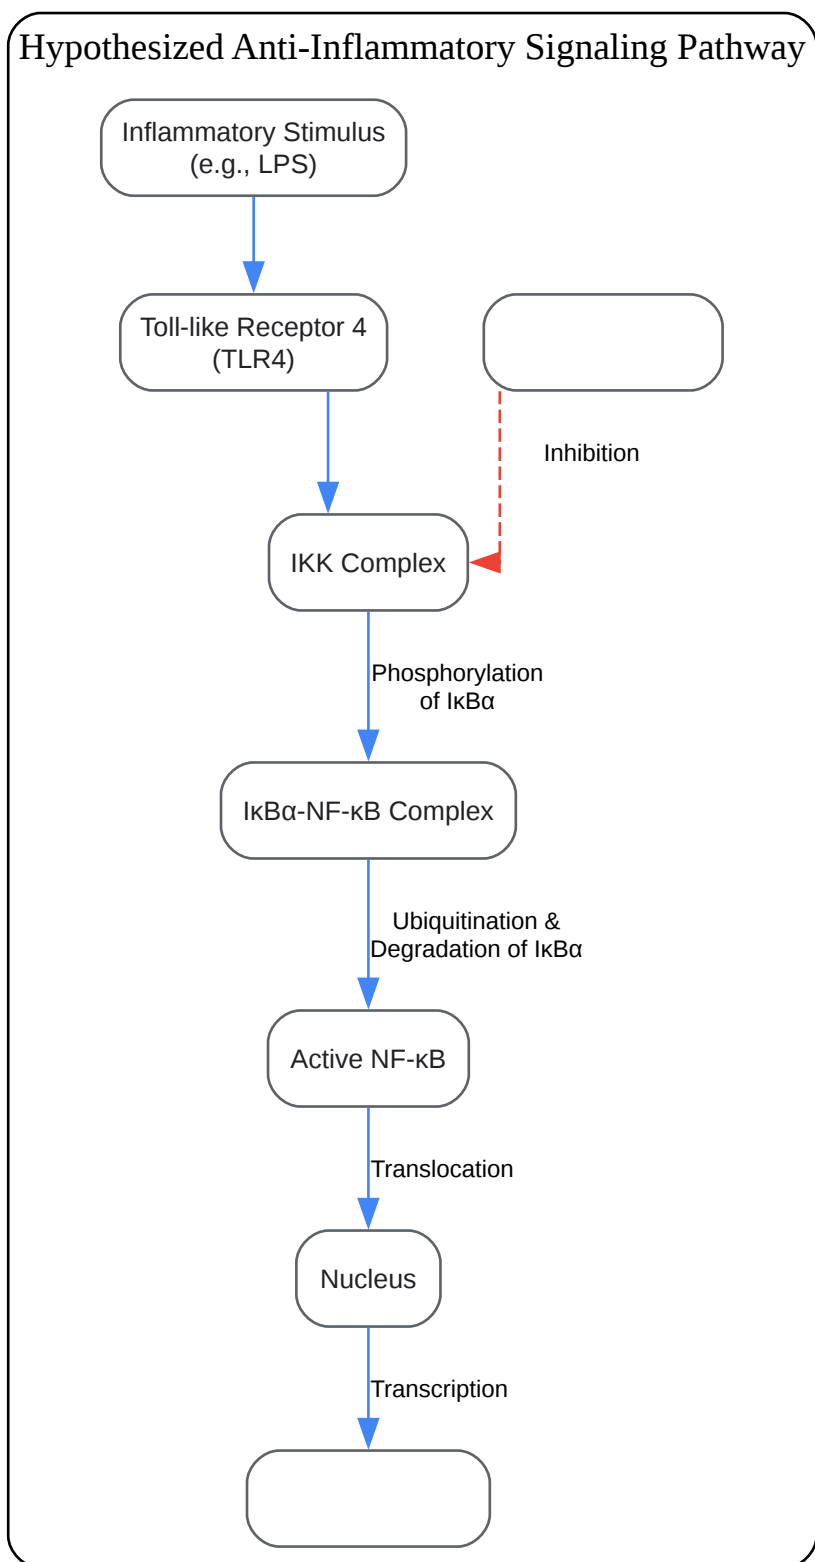 Hypothesized Anti-Inflammatory Signaling Pathway
Inflammatory Stimulus
(e.g., LPS)
Toll-like Receptor 4
(TLR4)
Inhibition
IKK Complex
Phosphorylation
of IκBα
IκBα-NF-κB Complex
Ubiquitination &
Degradation of IκBα
Active NF-κB
Translocation
Nucleus
Transcription